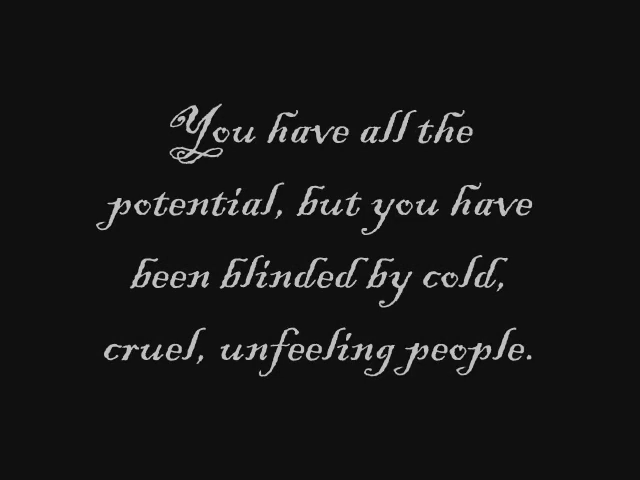 You have all the
potential, but you have
been blinded by cold,
cruel, unfeeling people.